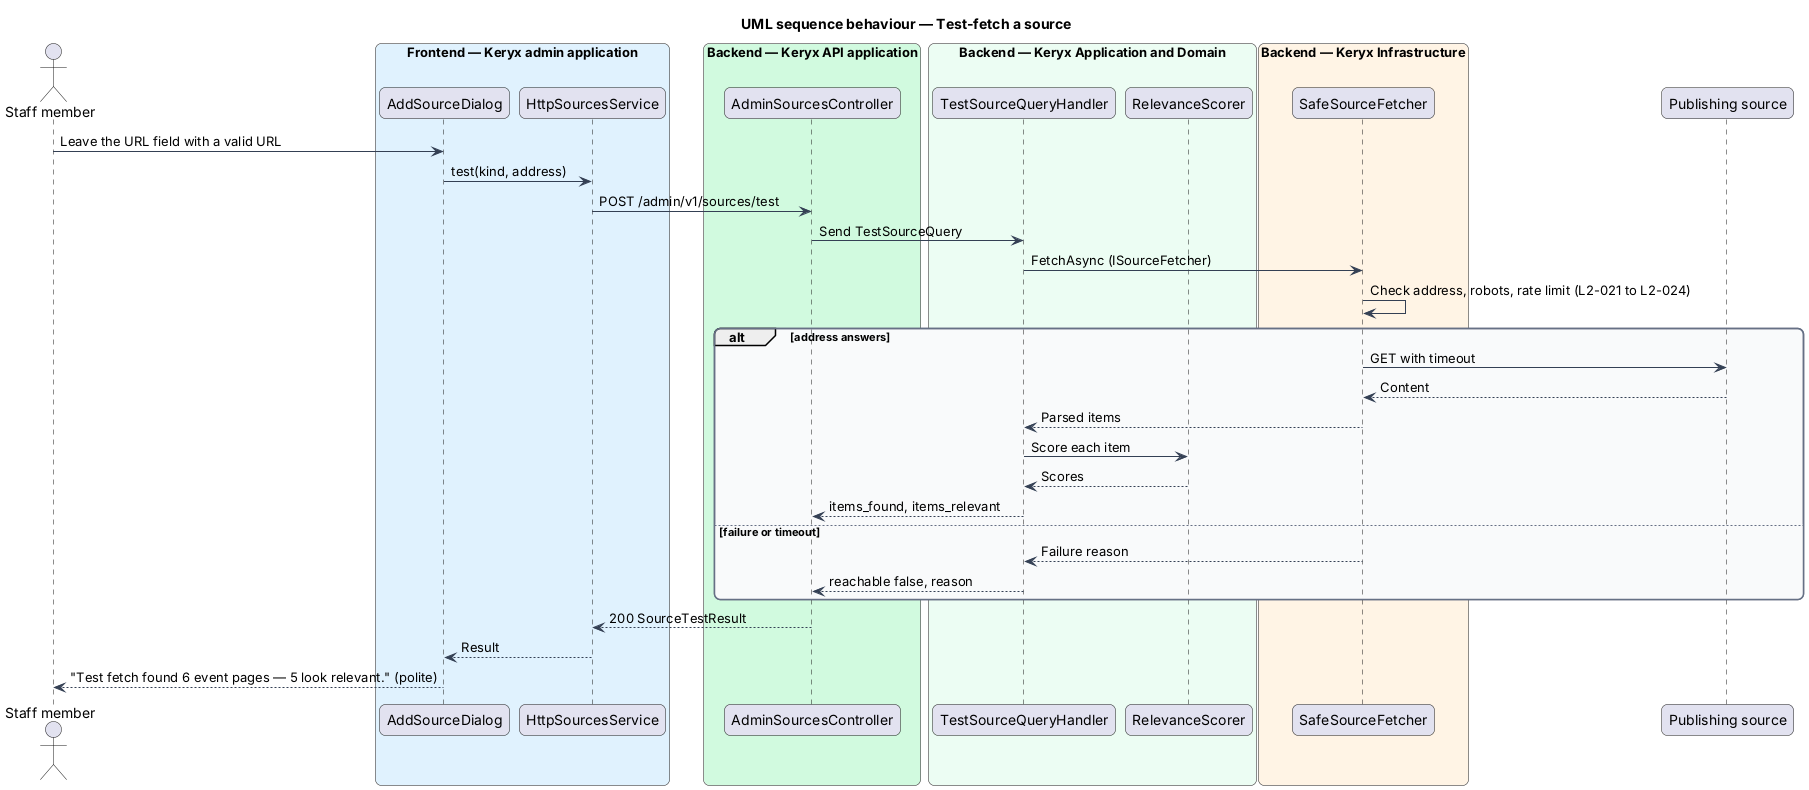 UML sequence behaviour — Test-fetch a source
Frontend — Keryx admin application
Backend — Keryx API application
Backend — Keryx Application and Domain
Backend — Keryx Infrastructure
Staff member
AddSourceDialog
HttpSourcesService
AdminSourcesController
TestSourceQueryHandler
RelevanceScorer
SafeSourceFetcher
Publishing source
Leave the URL field with a valid URL
test(kind, address)
POST /admin/v1/sources/test
Send TestSourceQuery
FetchAsync (ISourceFetcher)
Check address, robots, rate limit (L2-021 to L2-024)
alt
[address answers]
GET with timeout
Content
Parsed items
Score each item
Scores
items_found, items_relevant
[failure or timeout]
Failure reason
reachable false, reason
200 SourceTestResult
Result
"Test fetch found 6 event pages — 5 look relevant." (polite)
Staff member
AddSourceDialog
HttpSourcesService
AdminSourcesController
TestSourceQueryHandler
RelevanceScorer
SafeSourceFetcher
Publishing source